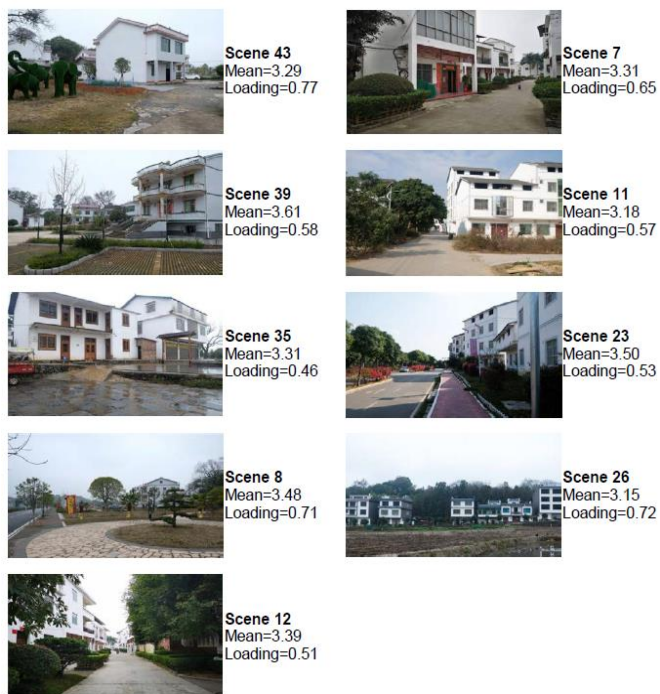 Scene 43
Mean=3.29
Loading=0.77
Scene 7
Mean=3.31
Loading=0.65
Scene 39
Mean=3.61
Loading=0.58
Scene 11
Mean=3.18
Loading=0.57
Scene 35
Mean=3.31
Loading=0.46
Scene 23
Mean=3.50
Loading=0.53
Scene 8
Mean=3.48
Loading=0.71
Scene 26
Mean=3.15
Loading=0.72
Scene 12
Mean=3.39
Loading=0.51